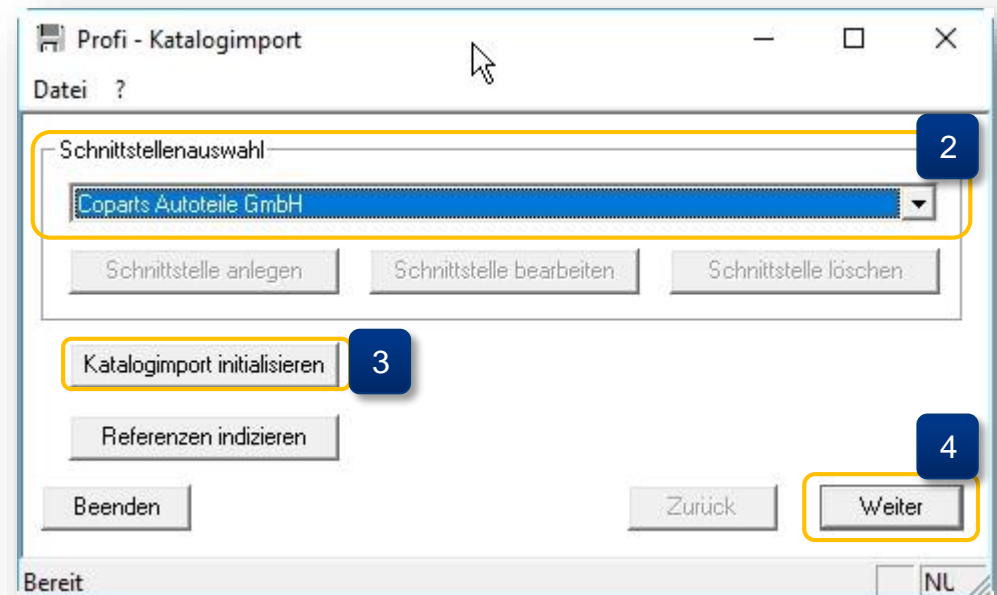 Profi - Katalogimport
Datei ?
Schnittstellenauswahl
2
Coparts Autoteile GmbH
Schnittstelle anlegen Schnittstelle bearbeiten Schnittstelle löschen
Katalogimport initialisieren 3
Referenzen indizieren
4
Beenden Zurück Weiter
Bereit NU